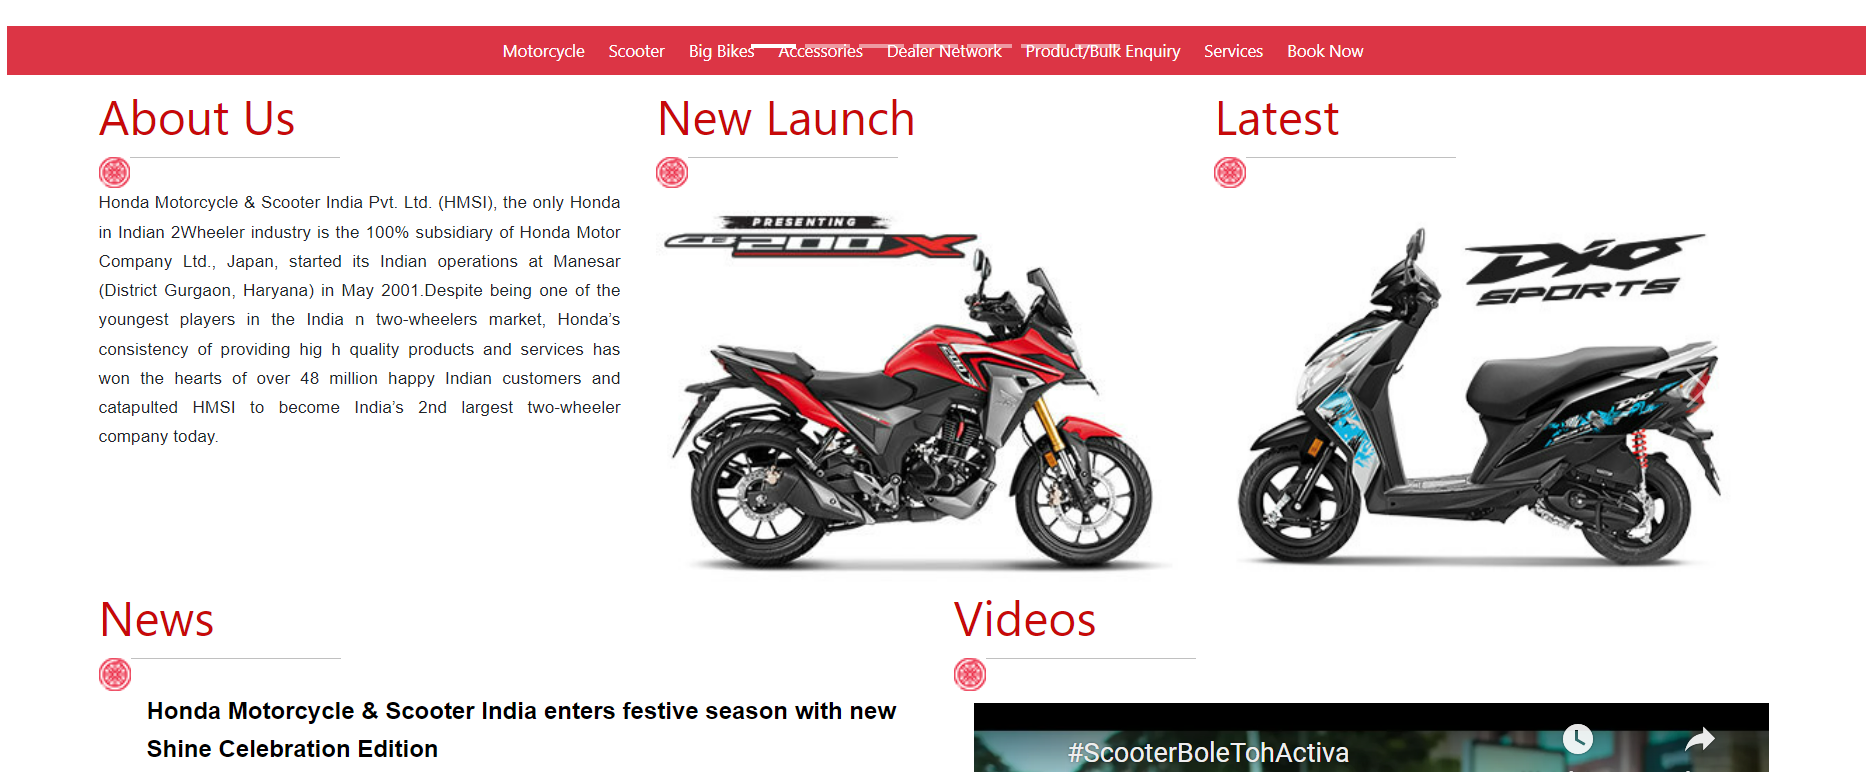 Motorcycle Scooter Big Bikes Accessories Dealer Network Product/Bulk Enquiry Services Book Now
About Us
Honda Motorcycle & Scooter India Pvt. Ltd. (HMSI), the only Honda
in Indian 2Wheeler industry is the 100% subsidiary of Honda Motor
Company Ltd., Japan, started its Indian operations at Manesar
(District Gurgaon, Haryana) in May 2001.Despite being one of the
youngest players in the India n two-wheelers market, Honda’s
consistency of providing hig h quality products and services has
won the hearts of over 48 million happy Indian customers and
catapulted HMSI to become India’s 2nd largest two-wheeler
company today.
New Launch
PRESENTING
CB200X
200X
Latest
DIO
SPORTS
DIO
SPORTS
News
Honda Motorcycle & Scooter India enters festive season with new
Shine Celebration Edition
Videos
#ScooterBoleTohActiva